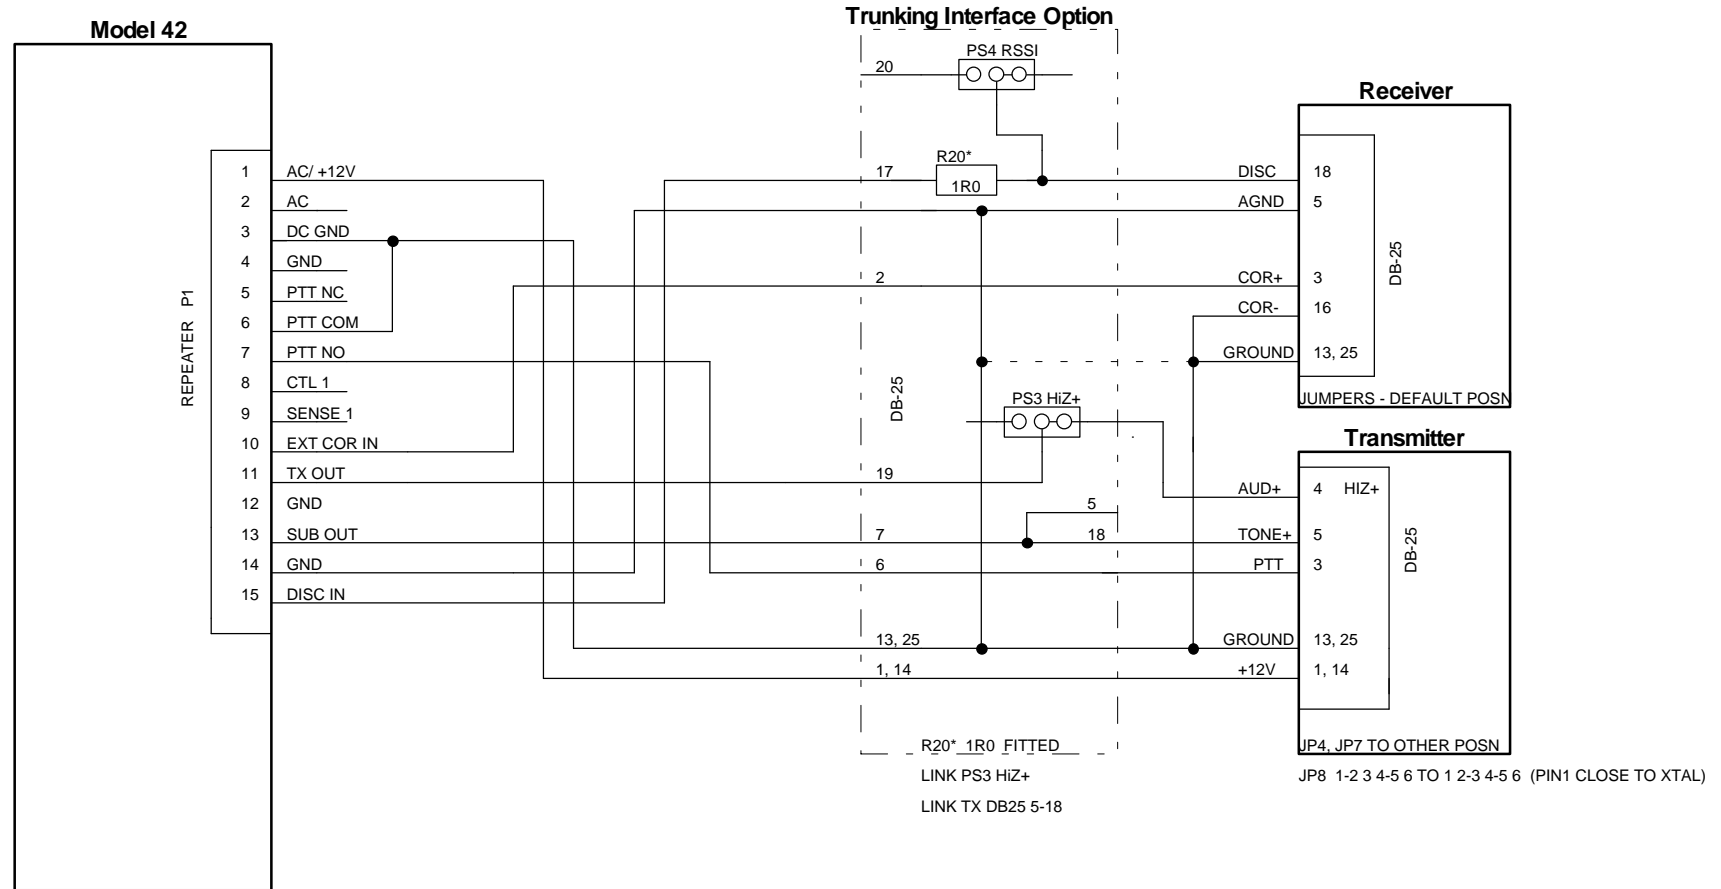 Trunking Interface Option
Model 42
PS4 RSSI
20
Receiver
R20*
1 AC/ +12V
17
1R0
DISC 18
2 AC
AGND 5
3 DC GND
DB-25
4 GND
2
COR+ 3
5 PTT NC
REPEATER P1
COR- 16
6 PTT COM
7 PTT NO
GROUND 13, 25
8 CTL 1
DB-25
PS3 HiZ+
JUMPERS - DEFAULT POSN
9 SENSE 1
10 EXT COR IN
Transmitter
11 TX OUT
19
AUD+ 4 HIZ+
12 GND
5
13 SUB OUT
7
18
TONE+ 5
DB-25
14 GND
6
PTT 3
15 DISC IN
13, 25
GROUND 13, 25
1, 14
+12V 1, 14
R20* 1R0 FITTED
JP4, JP7 TO OTHER POSN
LINK PS3 HiZ+
JP8 1-2 3 4-5 6 TO 1 2-3 4-5 6 (PIN1 CLOSE TO XTAL)
LINK TX DB25 5-18